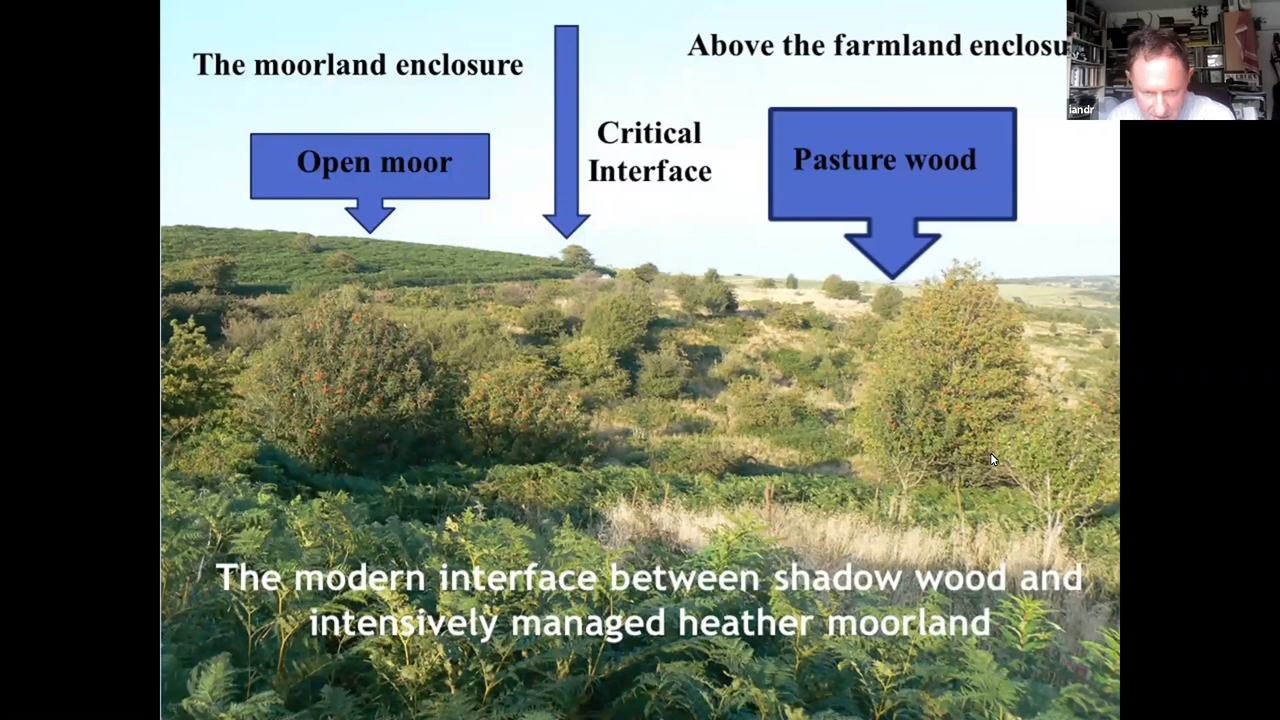 The moorland enclosure
Above the farmland enclosu
Open moor
Critical
Interface
Pasture wood
iandr
The modern interface between shadow wood and
intensively managed heather moorland